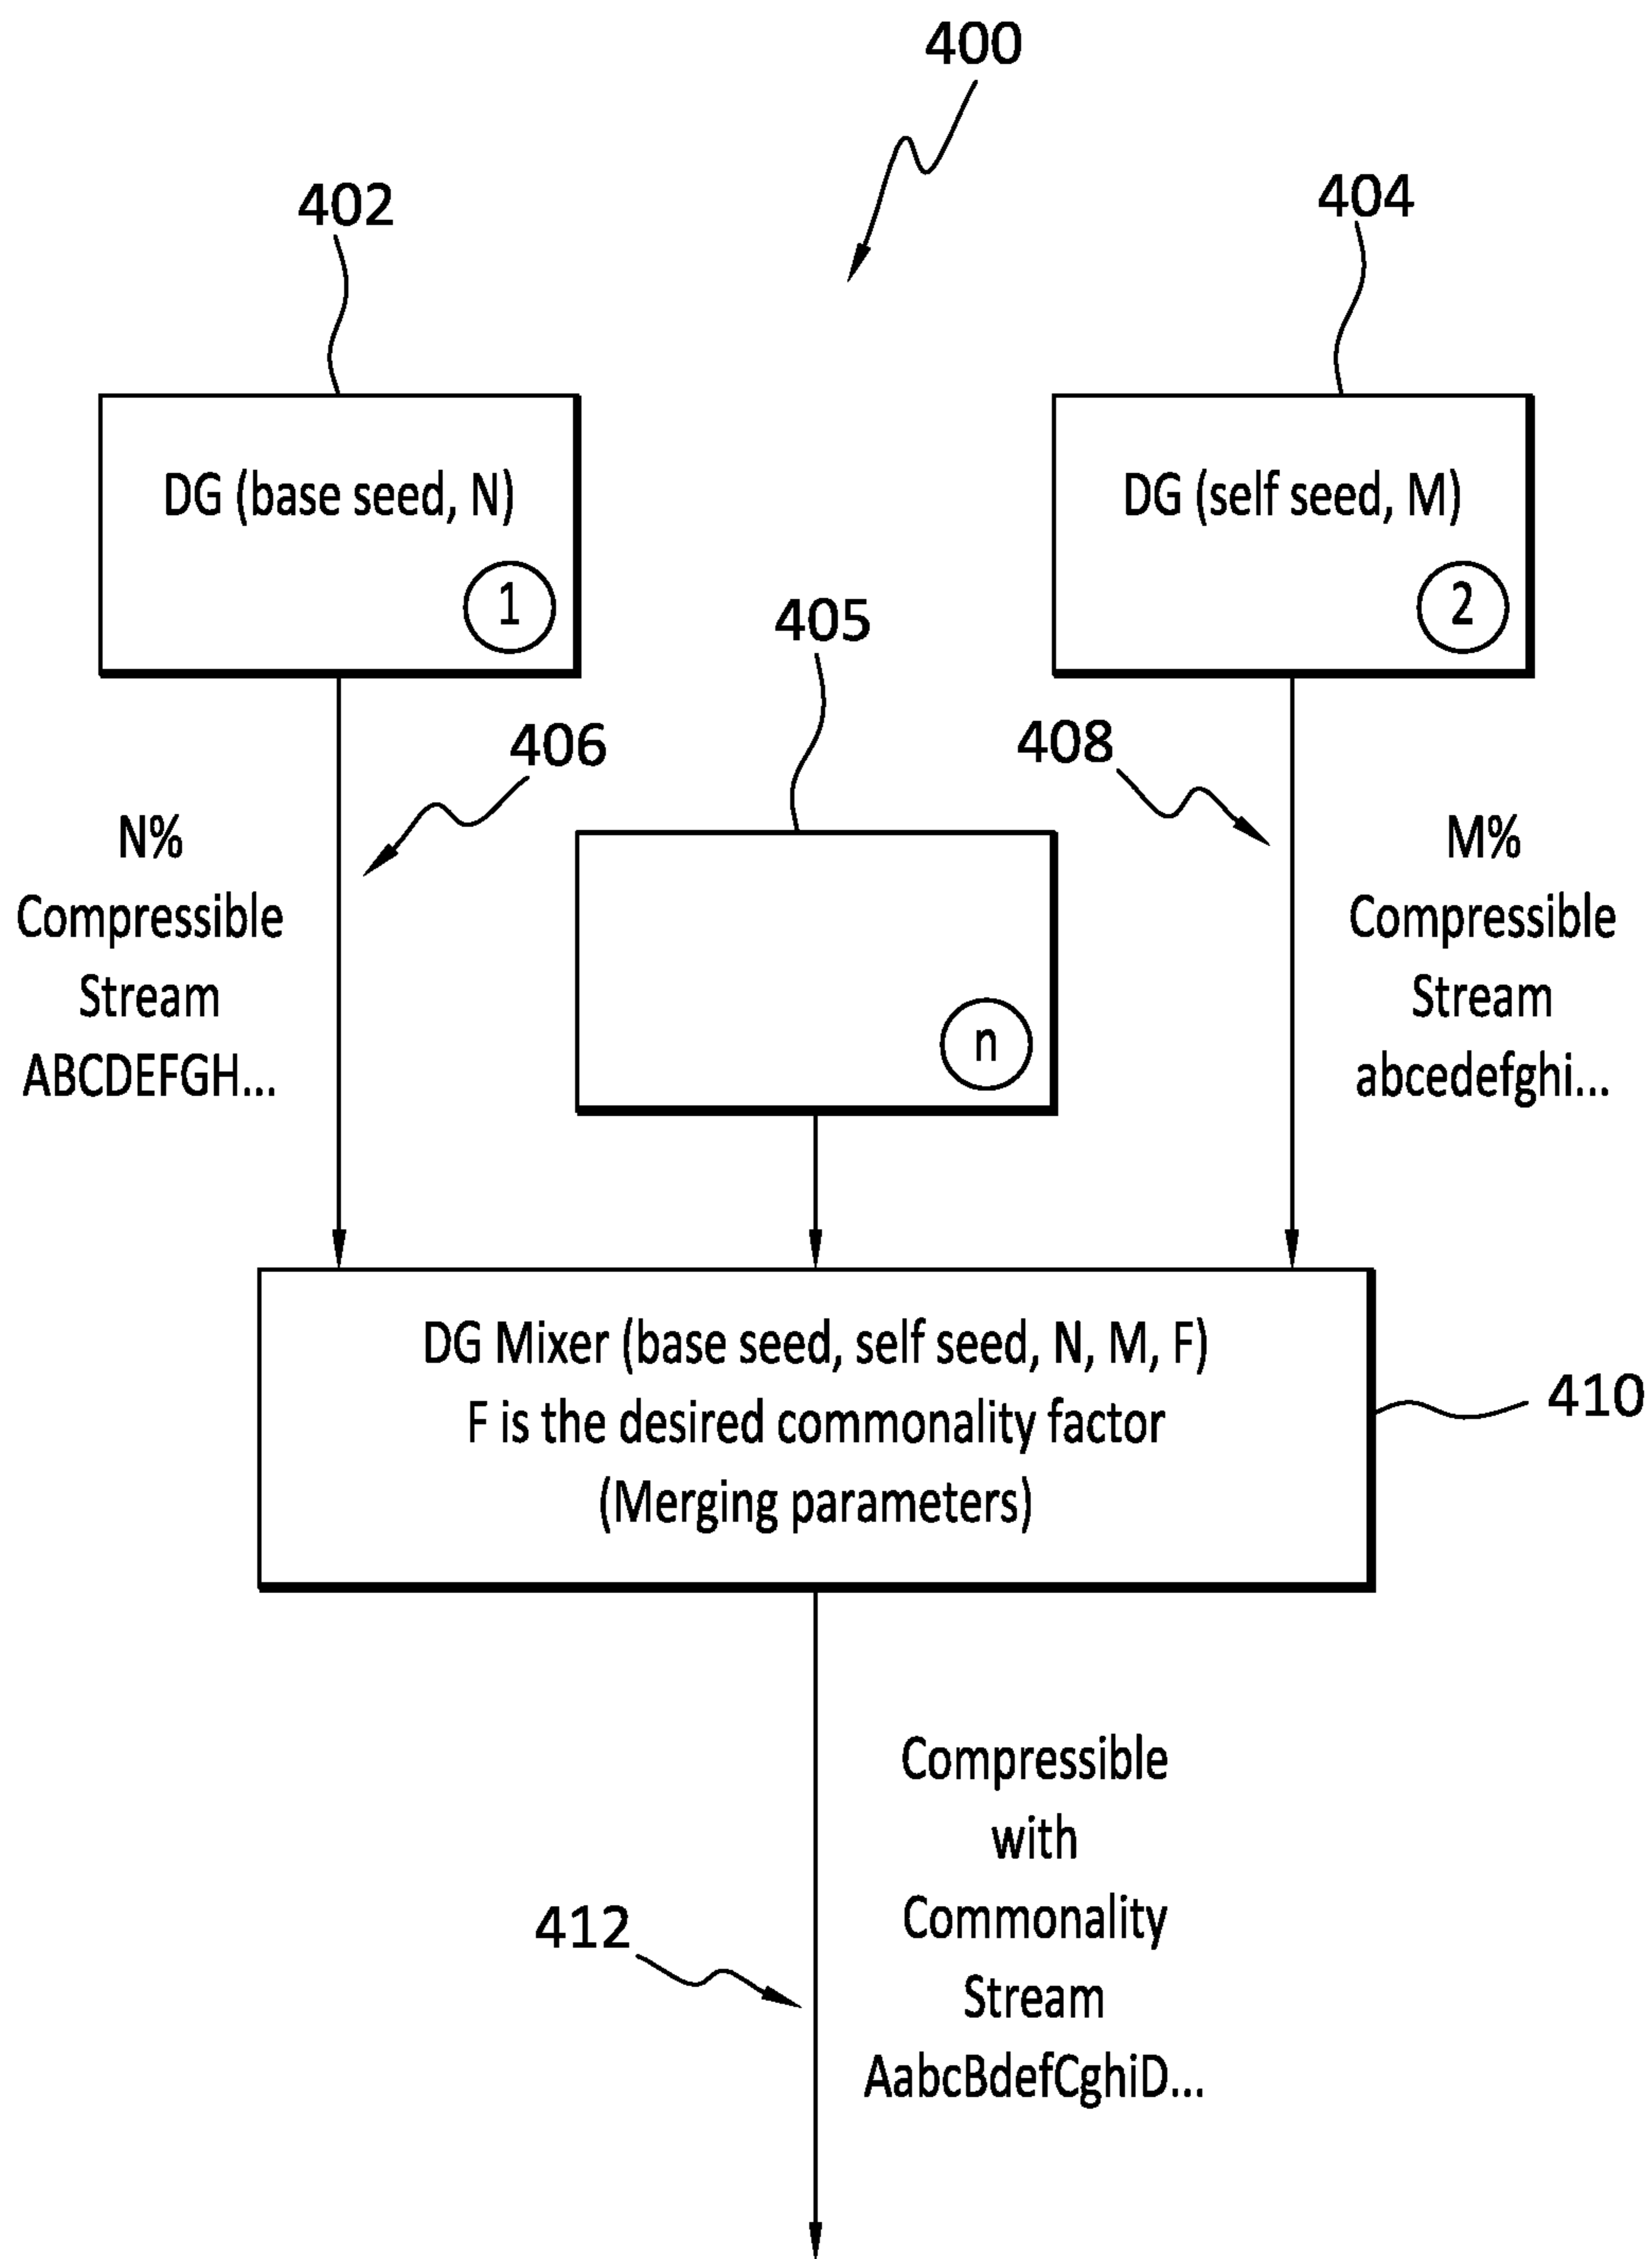 400
402
404
DG (base seed, N)
1
DG (self seed, M)
2
405
406
408
N%
Compressible
Stream
ABCDEFGH...
n
M%
Compressible
Stream
abcedefghi...
DG Mixer (base seed, self seed, N, M, F)
F is the desired commonality factor
(Merging parameters)
410
Compressible
with
Commonality
Stream
AabcBdefCghiD...
412